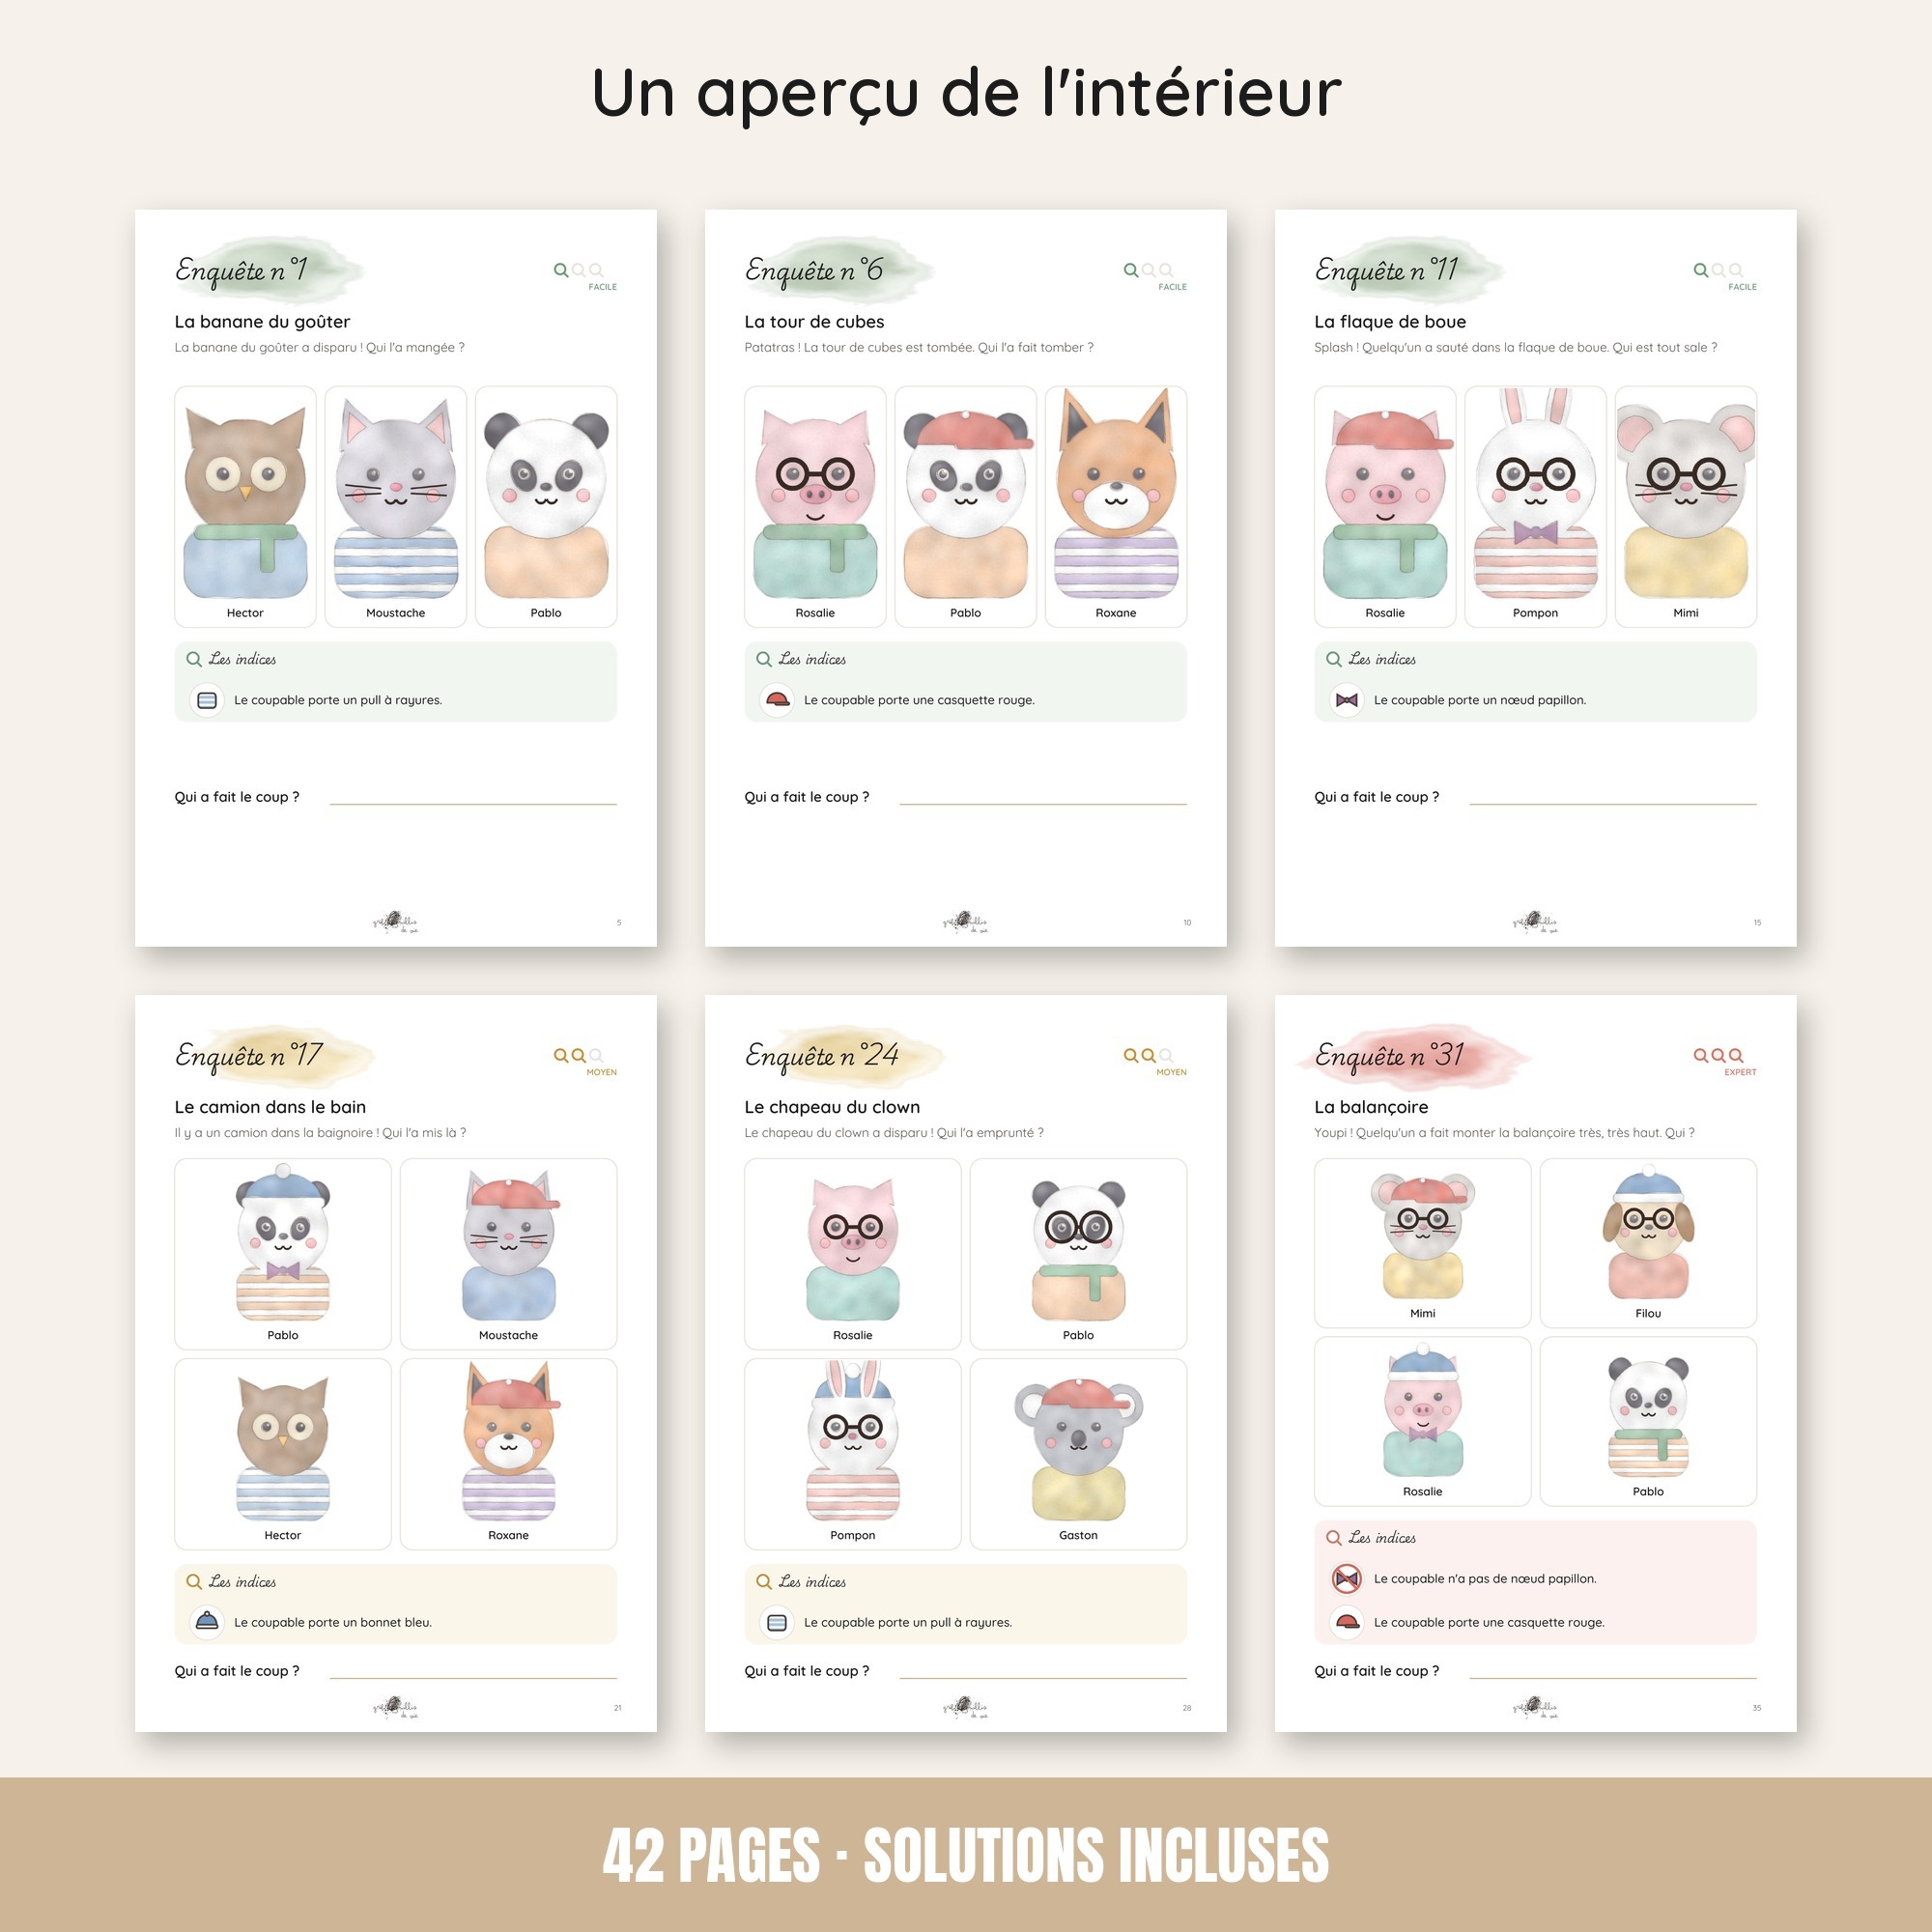 Un aperçu de l'intérieur
Enquête n°1
FACILE
La banane du goûter
La banane du goûter a disparu ! Qui l'a mangée ?
Hector
Moustache
Pablo
Les indices
Le coupable porte un pull à rayures.
Qui a fait le coup ?
5
Enquête n°6
FACILE
La tour de cubes
Patatras ! La tour de cubes est tombée. Qui l'a fait tomber ?
Rosalie
Pablo
Roxane
Les indices
Le coupable porte une casquette rouge.
Qui a fait le coup ?
10
Enquête n°11
FACILE
La flaque de boue
Splash ! Quelqu'un a sauté dans la flaque de boue. Qui est tout sale ?
Rosalie
Pompon
Mimi
Les indices
Le coupable porte un nœud papillon.
Qui a fait le coup ?
15
Enquête n°17
MOYEN
Le camion dans le bain
Il y a un camion dans la baignoire ! Qui l'a mis là ?
Pablo
Moustache
Hector
Roxane
Les indices
Le coupable porte un bonnet bleu.
Qui a fait le coup ?
21
Enquête n°24
MOYEN
Le chapeau du clown
Le chapeau du clown a disparu ! Qui l'a emprunté ?
Rosalie
Pablo
Pompon
Gaston
Les indices
Le coupable porte un pull à rayures.
Qui a fait le coup ?
28
Enquête n°31
EXPERT
La balançoire
Youpi ! Quelqu'un a fait monter la balançoire très, très haut. Qui ?
Mimi
Filou
Rosalie
Pablo
Les indices
Le coupable n'a pas de nœud papillon.
Le coupable porte une casquette rouge.
Qui a fait le coup ?
35
42 PAGES · SOLUTIONS INCLUSES